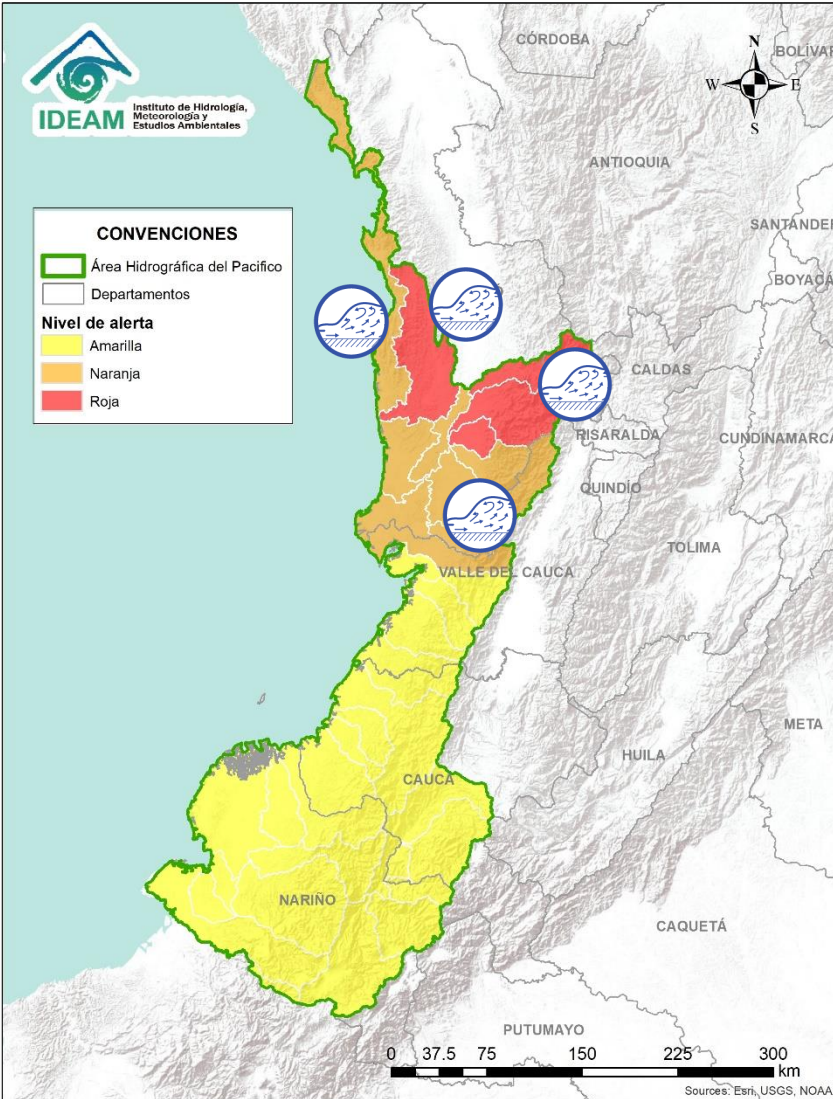 IDEAM
Instituto de Hidrología,
Meteorología y
Estudios Ambientales
CÓRDOBA
BOLÍVAR
N
W
E
S
ANTIOQUIA
SANTANDER
BOYACÁ
CONVENCIONES
Área Hidrográfica del Pacifico
Departamentos
Nivel de alerta
Amarilla
Naranja
Roja
CALDAS
RISARALDA
CUNDINAMARCA
QUINDÍO
TOLIMA
VALLE DEL CAUCA
META
HUILA
CAUCA
NARIÑO
CAQUETÁ
PUTUMAYO
0 37.5 75 150 225 300
km
Sources: Esri, USGS, NOAA